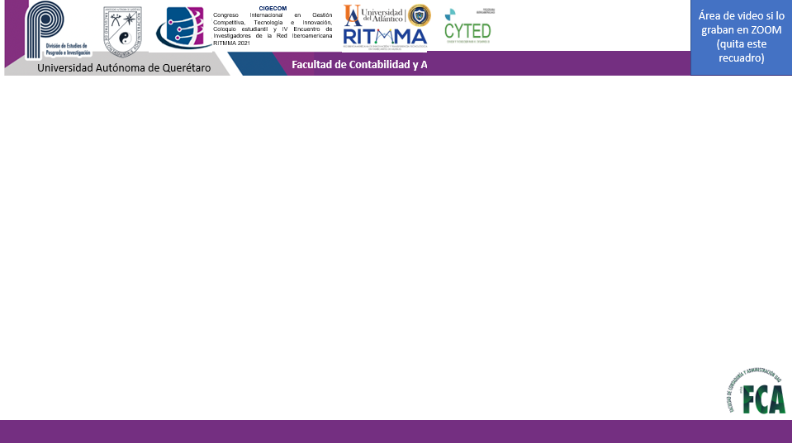 División de Estudios de
Posgrado e Investigación
CIGECOM
Congreso Internacional en Gestión
Competitiva, Tecnología e Innovación,
Coloquio estudiantil y IV Encuentro de
Investigadores de la Red Iberoamericana
RITMMA 2021
Universidad
del Atlántico
RITMMA
CYTED
Área de video si lo
graban en ZOOM
(quita este
recuadro)
Universidad Autónoma de Querétaro
Facultad de Contabilidad y A
FACULTAD DE CONTADURÍA Y ADMINISTRACIÓN UAQ
FCA